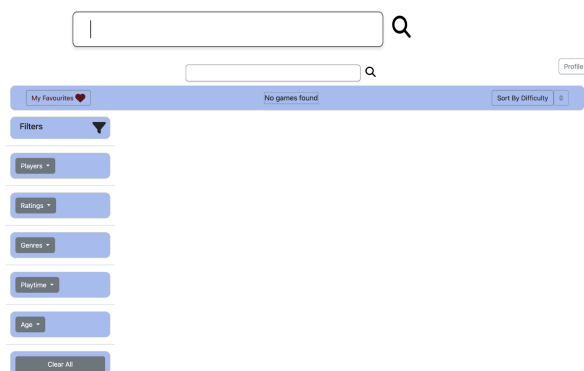 Profile
My Favourites
No games found
Sort By Difficulty
Filters
Players
Ratings
Genres
Playtime
Age
Clear All